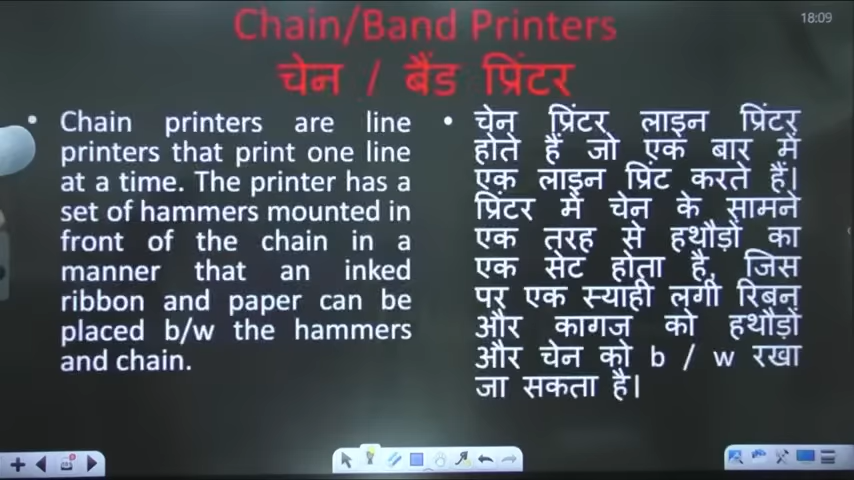 18:09
Chain/Band Printers
चेन / बैंड प्रिंटर
• Chain printers are line
printers that print one line
at a time. The printer has a
set of hammers mounted in
front of the chain in a
manner that an inked
ribbon and paper can be
placed b/w the hammers
and chain.
• चेन प्रिंटर लाइन प्रिंटर
होते हैं जो एक बार में
एक लाइन प्रिंट करते हैं।
प्रिंटर में चेन के सामने
एक तरह से हथौड़ों का
एक सेट होता है, जिस
पर एक स्याही लगी रिबन
और कागज को हथौड़ों
और चेन को b / w रखा
जा सकता है।